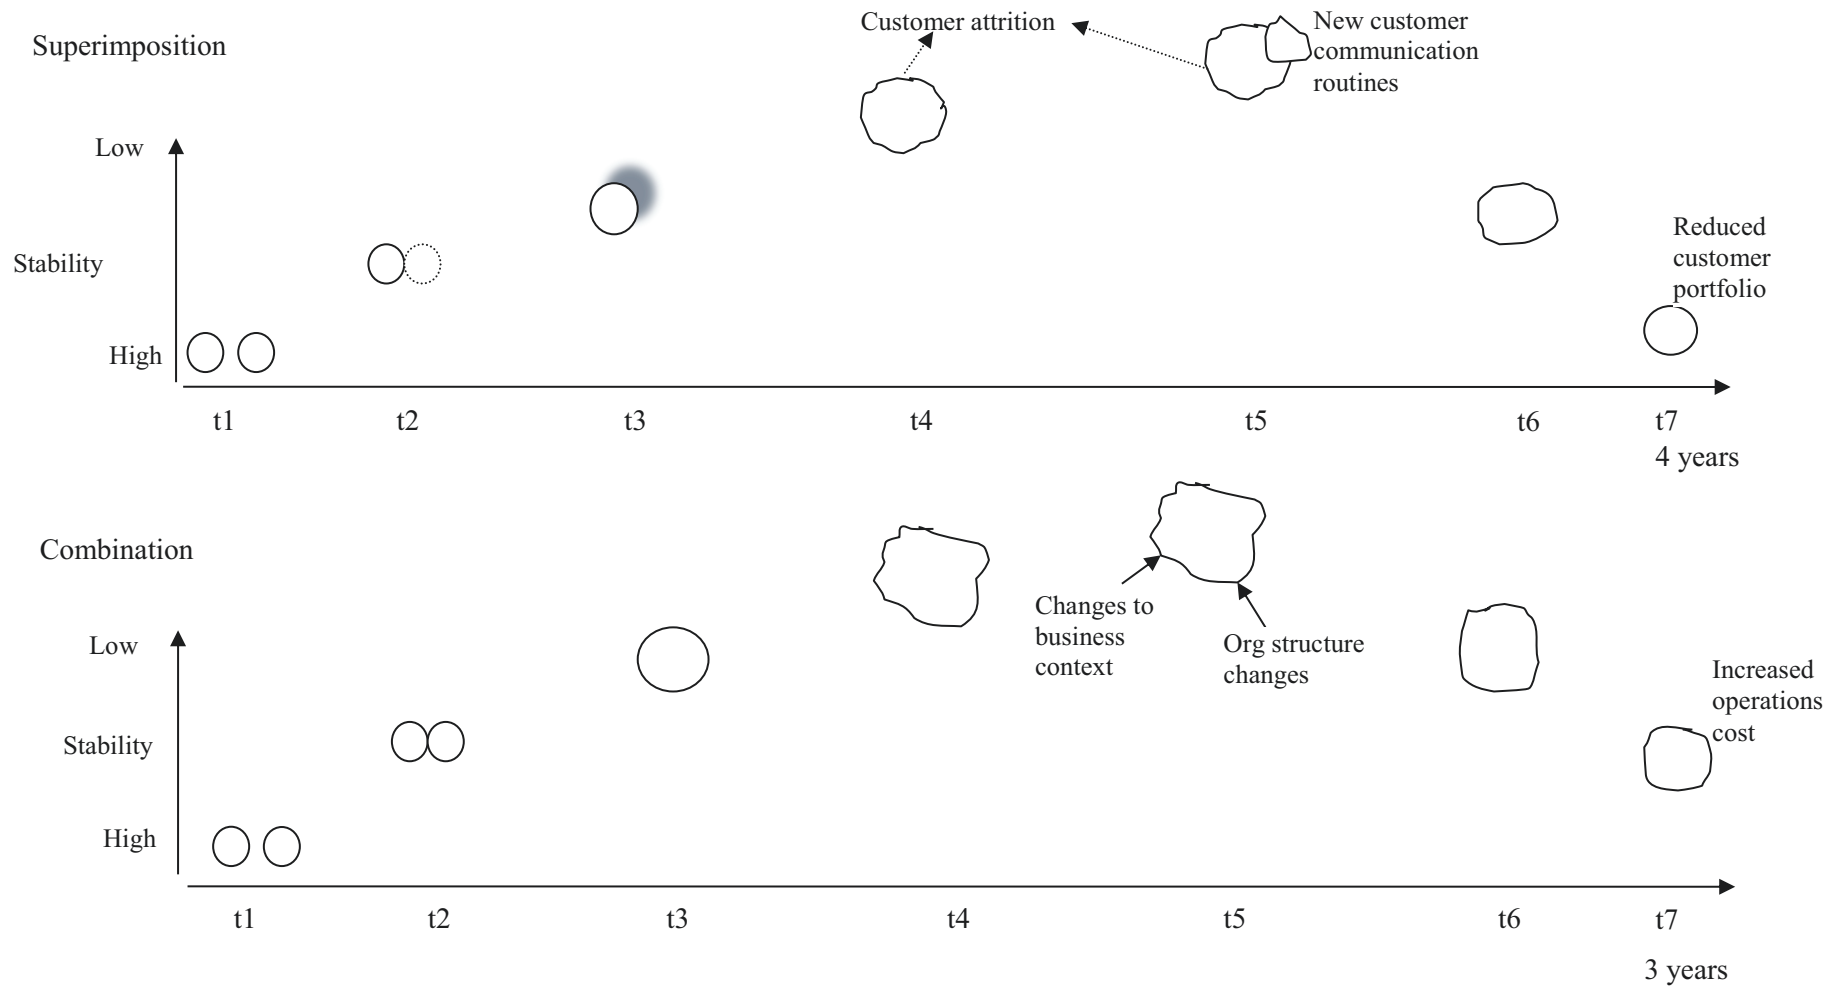 Superimposition
Customer attrition
New customer
communication
routines
Low
Stability
High
Reduced
customer
portfolio
t1
t2
t3
t4
t5
t6
t7
4 years
Combination
Low
Stability
High
Changes to
business
context
Org structure
changes
Increased
operations
cost
t1
t2
t3
t4
t5
t6
t7
3 years